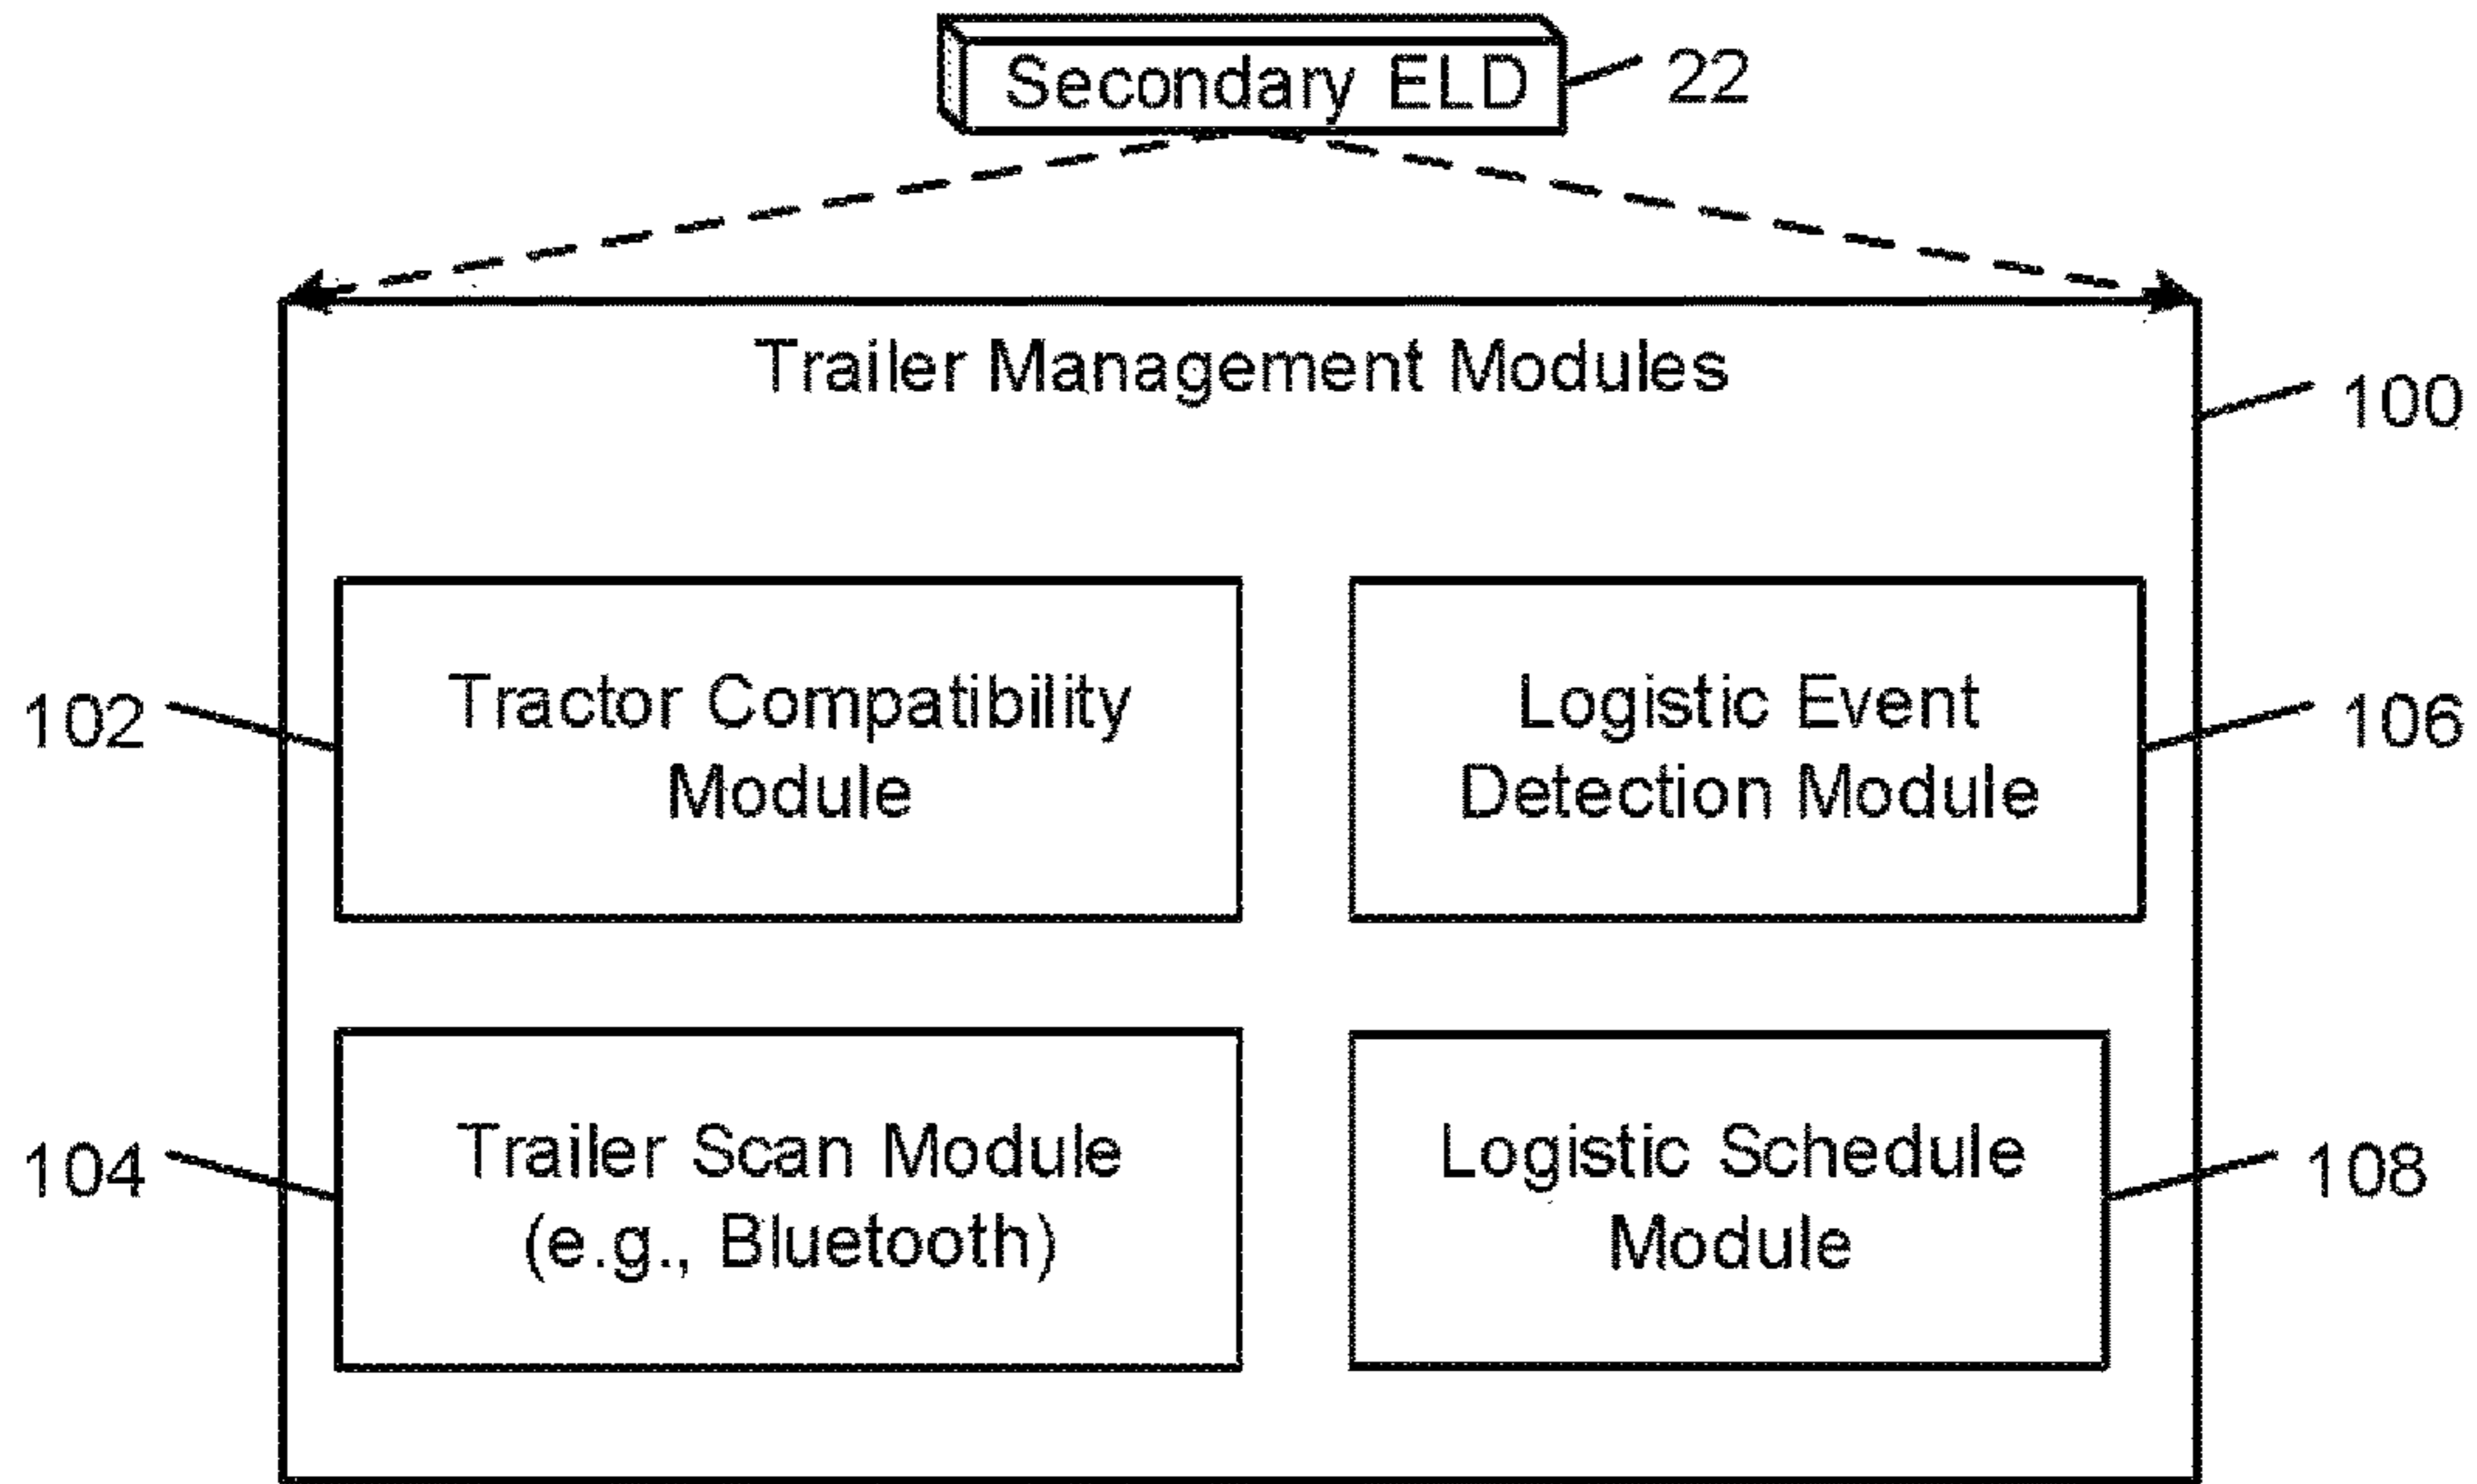 Secondary ELD
22
Trailer Management Modules
100
Tractor Compatibility
Module
102
Logistic Event
Detection Module
106
Trailer Scan Module
(e.g., Bluetooth)
104
Logistic Schedule
Module
108